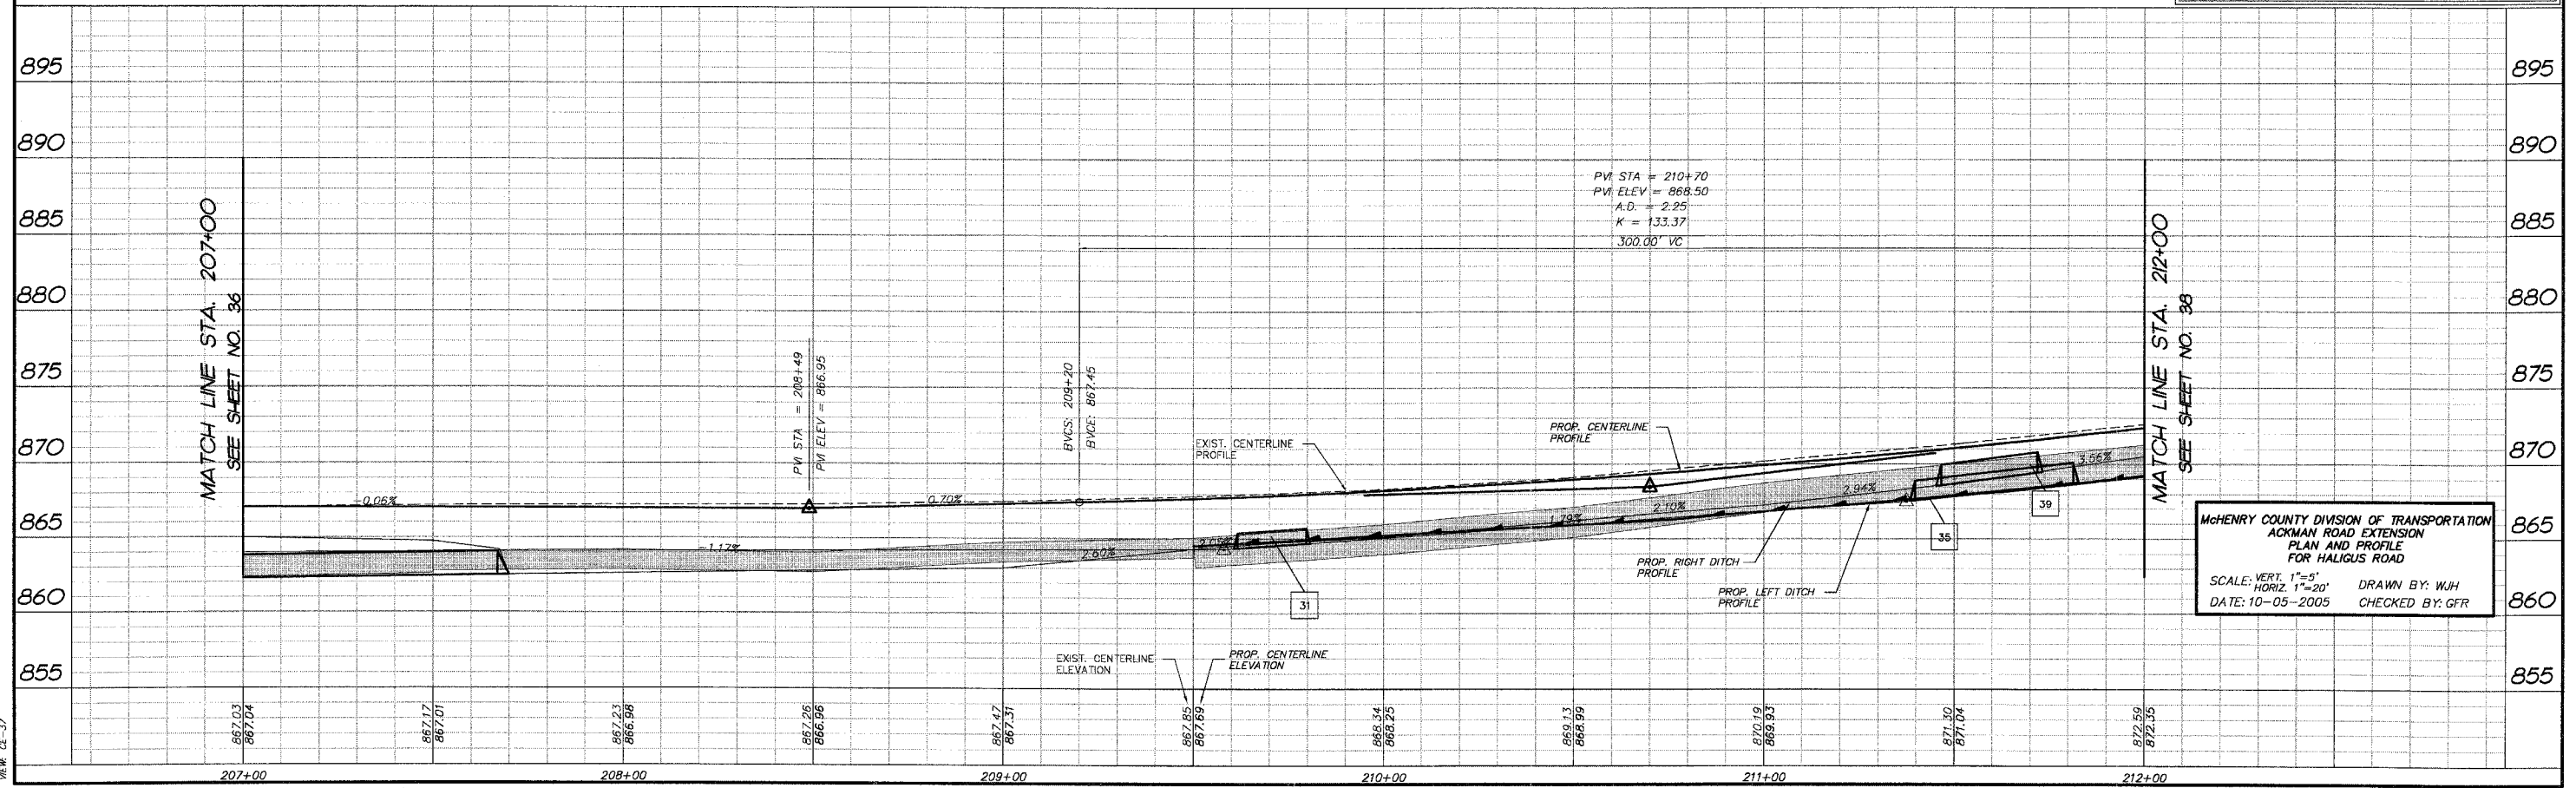 895
890
885
880
875
870
865
860
855
895
890
885
880
875
870
865
860
855
MATCH LINE STA. 207+00
SEE SHEET NO. 36
-0.06%
PVI STA = 208+49
PVI ELEV = 866.95
0.70%
BVCS: 209+20
BVCE: 867.45
EXIST. CENTERLINE
PROFILE
PROP. CENTERLINE
PROFILE
PVI STA = 210+70
PVI ELEV = 868.50
A.D. = 2.25
K = 133.37
300.00' VC
-1.17%
2.60%
2.05%
1.79%
2.10%
2.94%
3.56%
31
35
39
PROP. RIGHT DITCH
PROFILE
PROP. LEFT DITCH
PROFILE
EXIST. CENTERLINE
ELEVATION
PROP. CENTERLINE
ELEVATION
MATCH LINE STA. 212+00
SEE SHEET NO. 38
McHENRY COUNTY DIVISION OF TRANSPORTATION
ACKMAN ROAD EXTENSION
PLAN AND PROFILE
FOR HALIGUS ROAD
SCALE: VERT. 1"=5'
HORIZ. 1"=20'
DRAWN BY: WJH
DATE: 10-05-2005
CHECKED BY: GFR
867.03
867.04
867.17
867.01
867.23
866.98
867.26
866.96
867.47
867.31
867.85
867.69
868.34
868.25
869.13
868.99
870.19
869.93
871.30
871.04
872.59
872.35
207+00
208+00
209+00
210+00
211+00
212+00
VIEW: CE-37